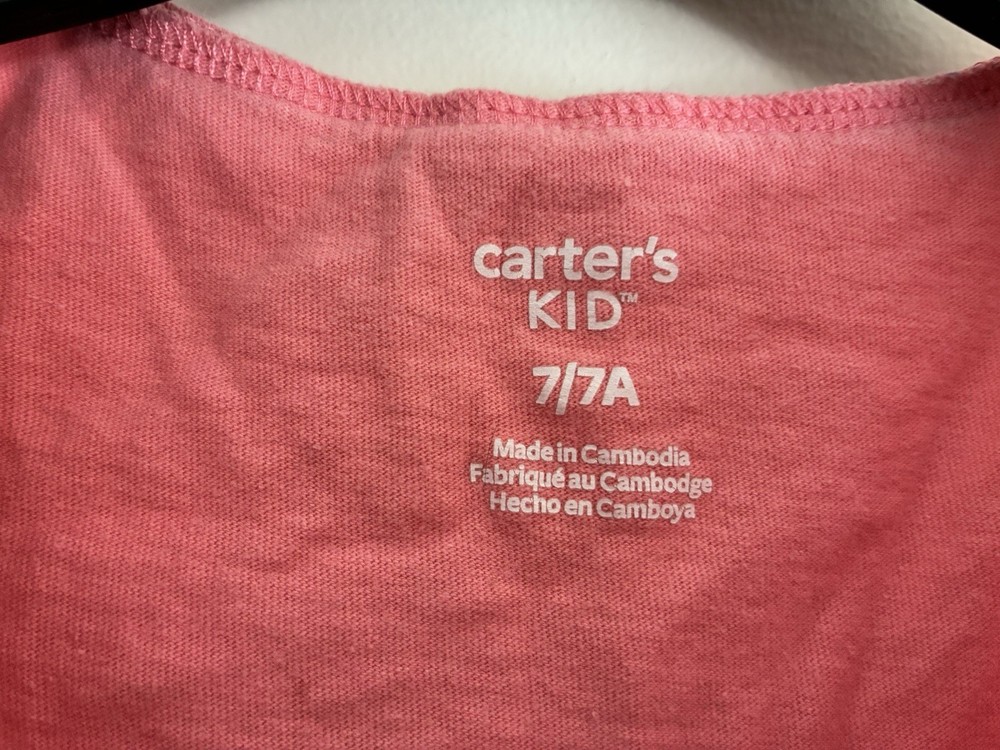 carter's
KID™
7/7A
Made in Cambodia
Fabriqué au Cambodge
Hecho en Camboya